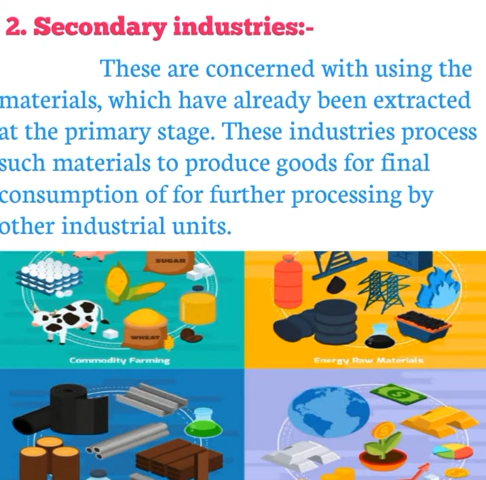 2. Secondary industries:-
These are concerned with using the
materials, which have already been extracted
at the primary stage. These industries process
such materials to produce goods for final
consumption of for further processing by
other industrial units.
SUGAR
WHEAT
Commodity Farming
Energy Raw Materials
$